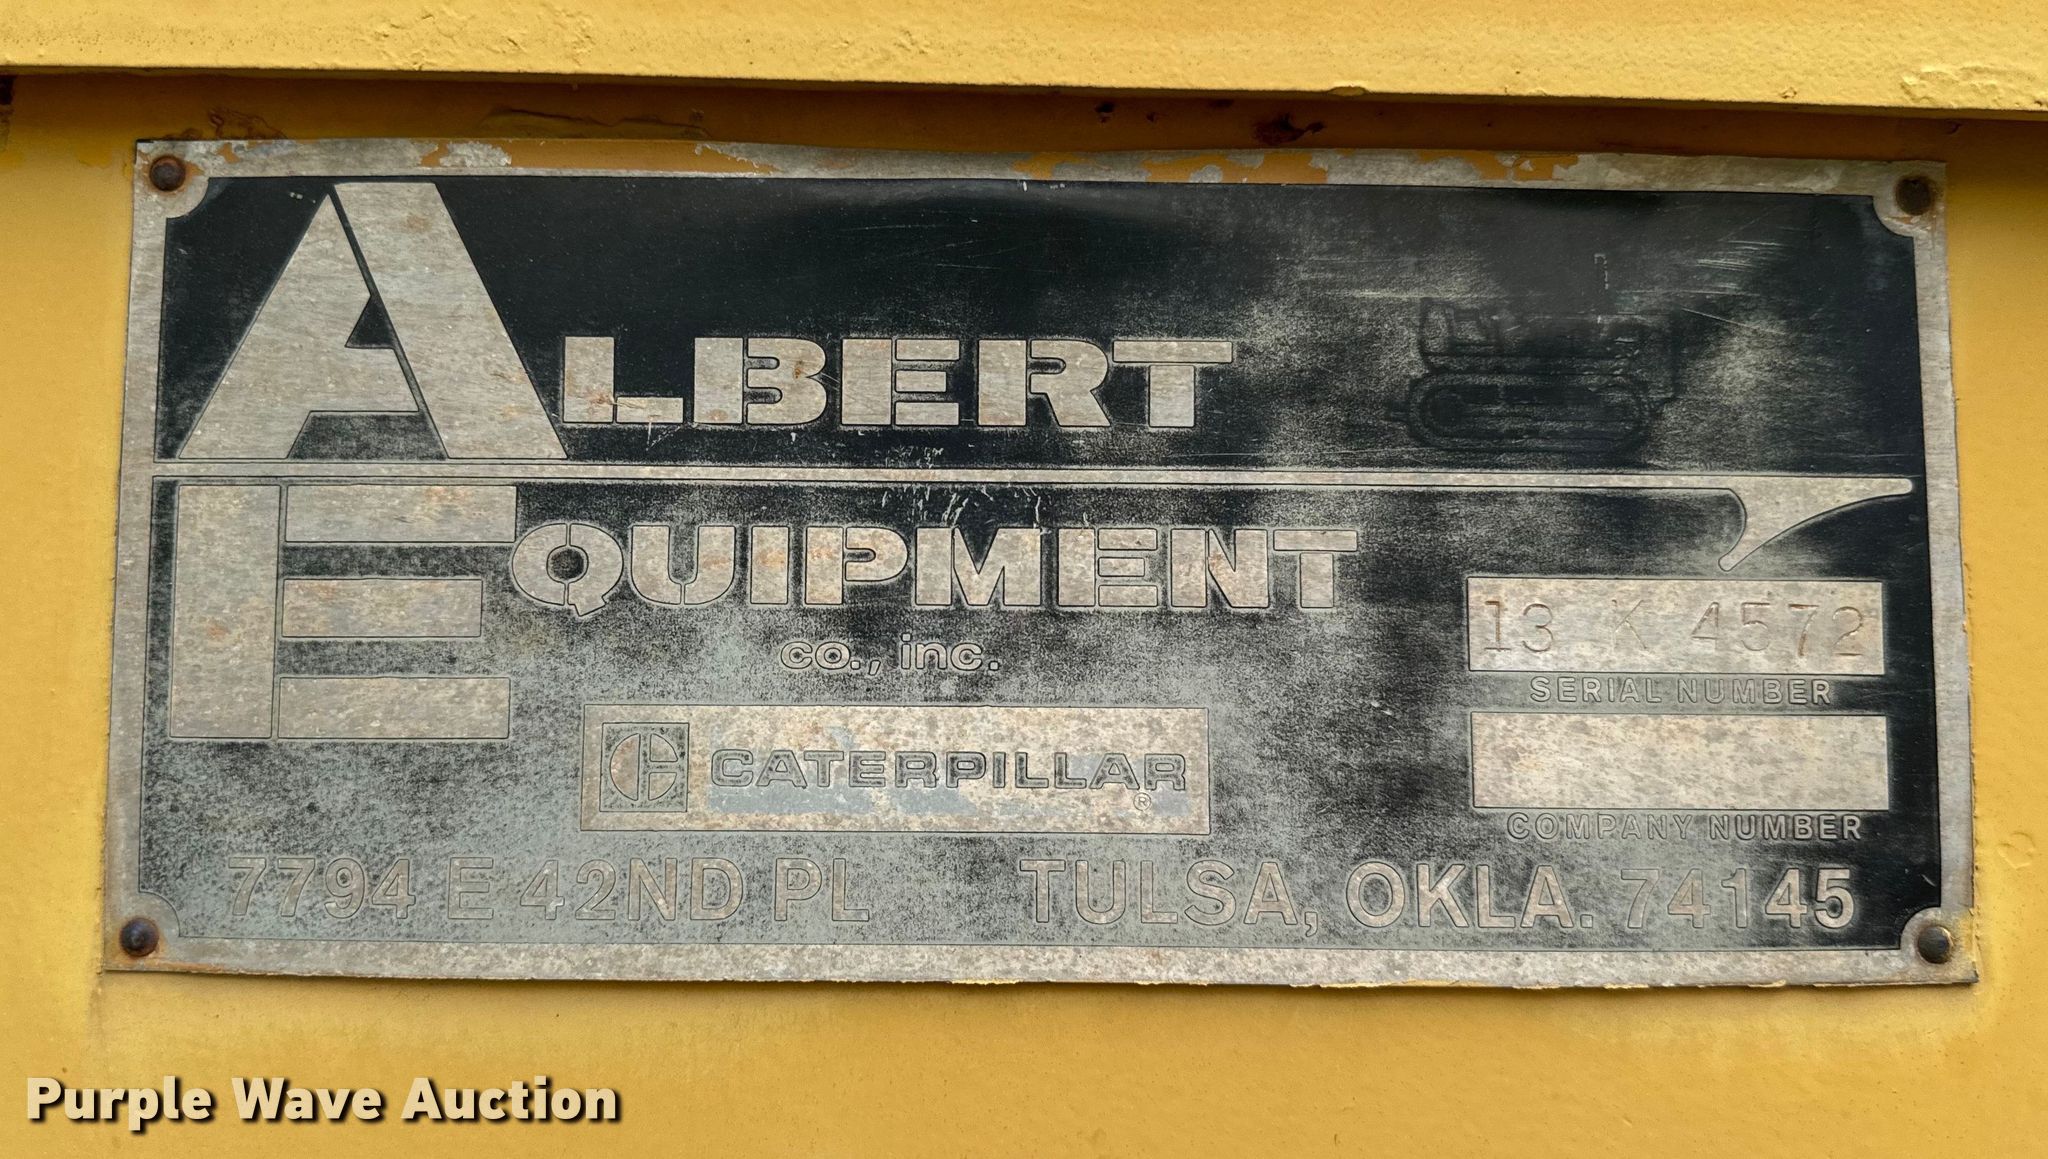 ALBERT
EQUIPMENT
co., inc.
13 K 4572
SERIAL NUMBER
C CATERPILLAR ®
COMPANY NUMBER
7794 E 42ND PL TULSA, OKLA. 74145
Purple Wave Auction